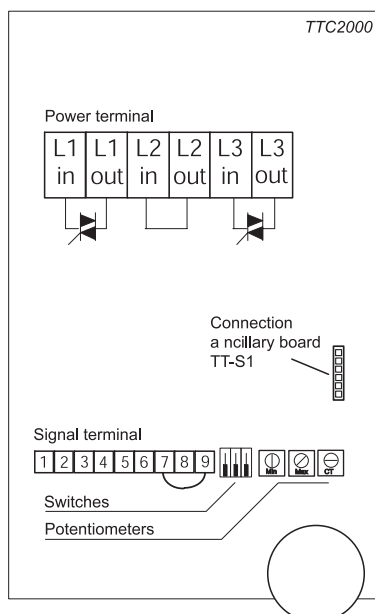 TTC2000
Power terminal
L1 in L1 out L2 in L2 out L3 in L3 out
Connection
a ncillary board
TT-S1
Signal terminal
1 2 3 4 5 6 7 8 9 Min Max CT
Switches
Potentiometers